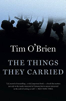 Tim O'Brien
THE THINGS
THEY CARRIED